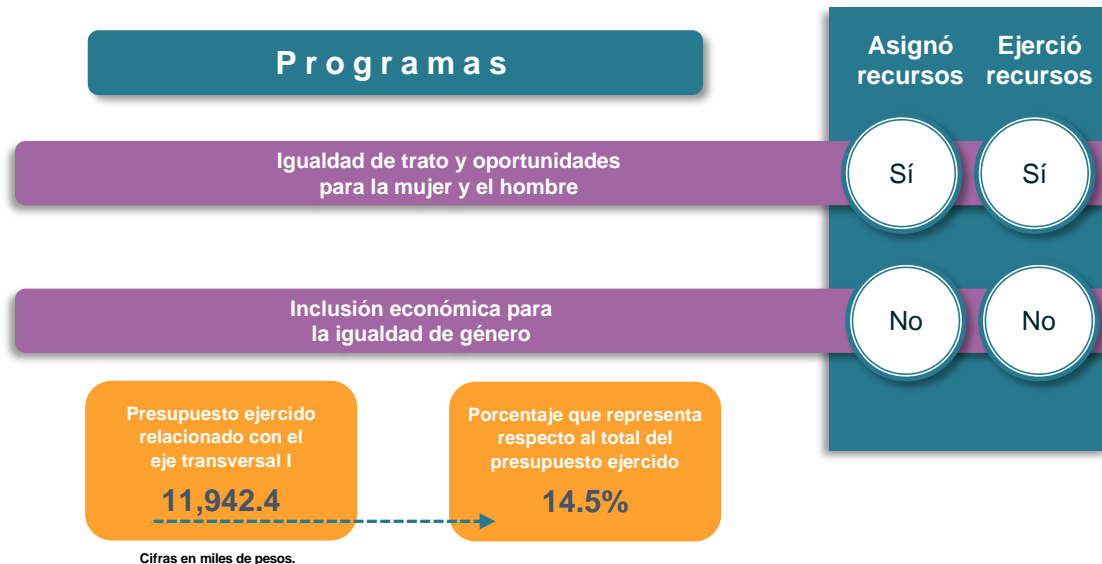 Programas
Asignó
recursos
Ejerció
recursos
Igualdad de trato y oportunidades
para la mujer y el hombre
Sí
Sí
Inclusión económica para
la igualdad de género
No
No
Presupuesto ejercido
relacionado con el
eje transversal I
11,942.4
Porcentaje que representa
respecto al total del
presupuesto ejercido
14.5%
Cifras en miles de pesos.